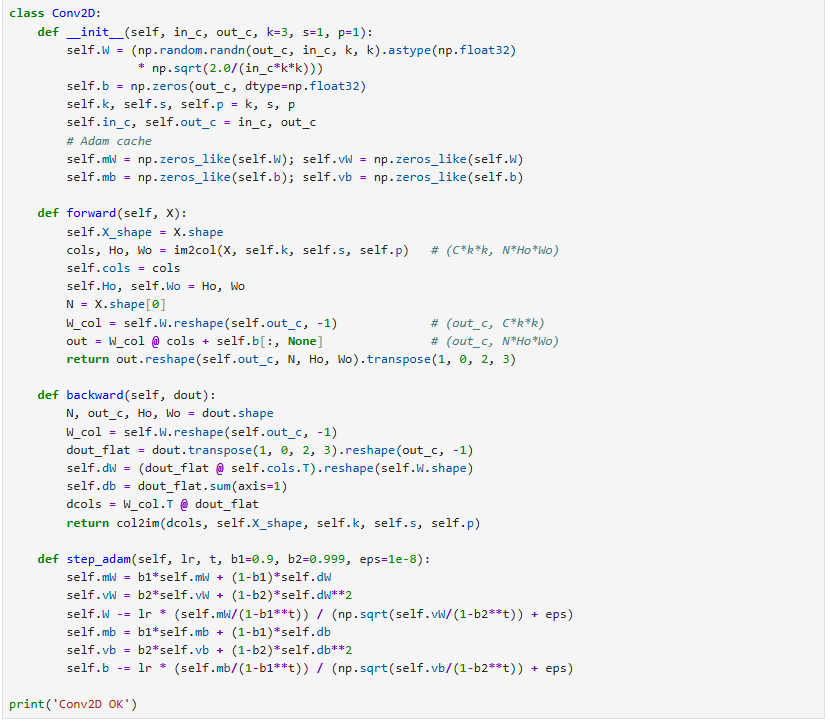 class Conv2D:
    def __init__(self, in_c, out_c, k=3, s=1, p=1):
        self.W = (np.random.randn(out_c, in_c, k, k).astype(np.float32)
                  * np.sqrt(2.0/(in_c*k*k)))
        self.b = np.zeros(out_c, dtype=np.float32)
        self.k, self.s, self.p = k, s, p
        self.in_c, self.out_c = in_c, out_c
        # Adam cache
        self.mW = np.zeros_like(self.W); self.vW = np.zeros_like(self.W)
        self.mb = np.zeros_like(self.b); self.vb = np.zeros_like(self.b)

    def forward(self, X):
        self.X_shape = X.shape
        cols, Ho, Wo = im2col(X, self.k, self.s, self.p)   # (C*k*k, N*Ho*Wo)
        self.cols = cols
        self.Ho, self.Wo = Ho, Wo
        N = X.shape[0]
        W_col = self.W.reshape(self.out_c, -1)             # (out_c, C*k*k)
        out = W_col @ cols + self.b[:, None]               # (out_c, N*Ho*Wo)
        return out.reshape(self.out_c, N, Ho, Wo).transpose(1, 0, 2, 3)

    def backward(self, dout):
        N, out_c, Ho, Wo = dout.shape
        W_col = self.W.reshape(self.out_c, -1)
        dout_flat = dout.transpose(1, 0, 2, 3).reshape(out_c, -1)
        self.dW = (dout_flat @ self.cols.T).reshape(self.W.shape)
        self.db = dout_flat.sum(axis=1)
        dcols = W_col.T @ dout_flat
        return col2im(dcols, self.X_shape, self.k, self.s, self.p)

    def step_adam(self, lr, t, b1=0.9, b2=0.999, eps=1e-8):
        self.mW = b1*self.mW + (1-b1)*self.dW
        self.vW = b2*self.vW + (1-b2)*self.dW**2
        self.W -= lr * (self.mW/(1-b1**t)) / (np.sqrt(self.vW/(1-b2**t)) + eps)
        self.mb = b1*self.mb + (1-b1)*self.db
        self.vb = b2*self.vb + (1-b2)*self.db**2
        self.b -= lr * (self.mb/(1-b1**t)) / (np.sqrt(self.vb/(1-b2**t)) + eps)

print('Conv2D OK')